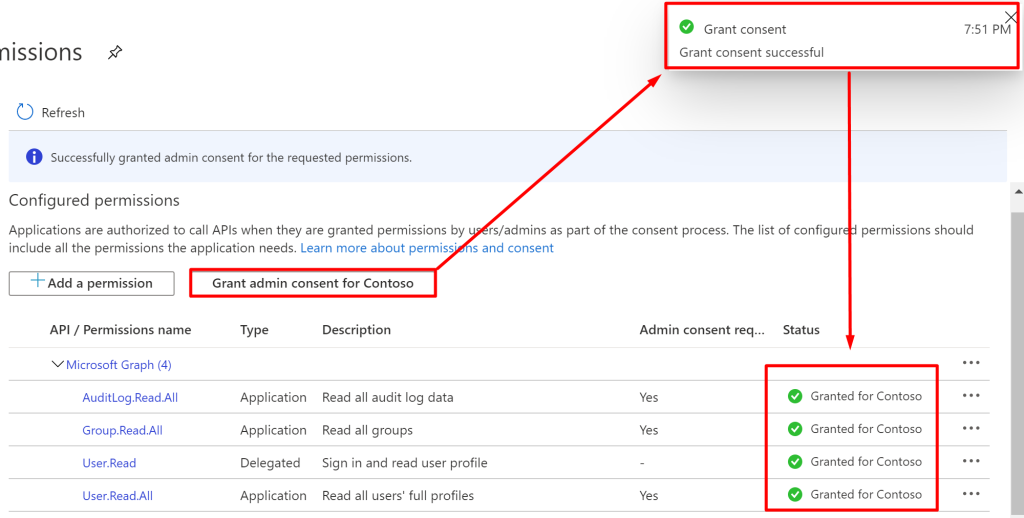 Grant consent
7:51 PM
Grant consent successful
missions
Refresh
Successfully granted admin consent for the requested permissions.
Configured permissions
Applications are authorized to call APIs when they are granted permissions by users/admins as part of the consent process. The list of configured permissions should
include all the permissions the application needs. Learn more about permissions and consent
Add a permission
Grant admin consent for Contoso
API / Permissions name Type Description Admin consent req... Status
Microsoft Graph (4)
AuditLog.Read.All Application Read all audit log data Yes Granted for Contoso
Group.Read.All Application Read all groups Yes Granted for Contoso
User.Read Delegated Sign in and read user profile - Granted for Contoso
User.Read.All Application Read all users' full profiles Yes Granted for Contoso